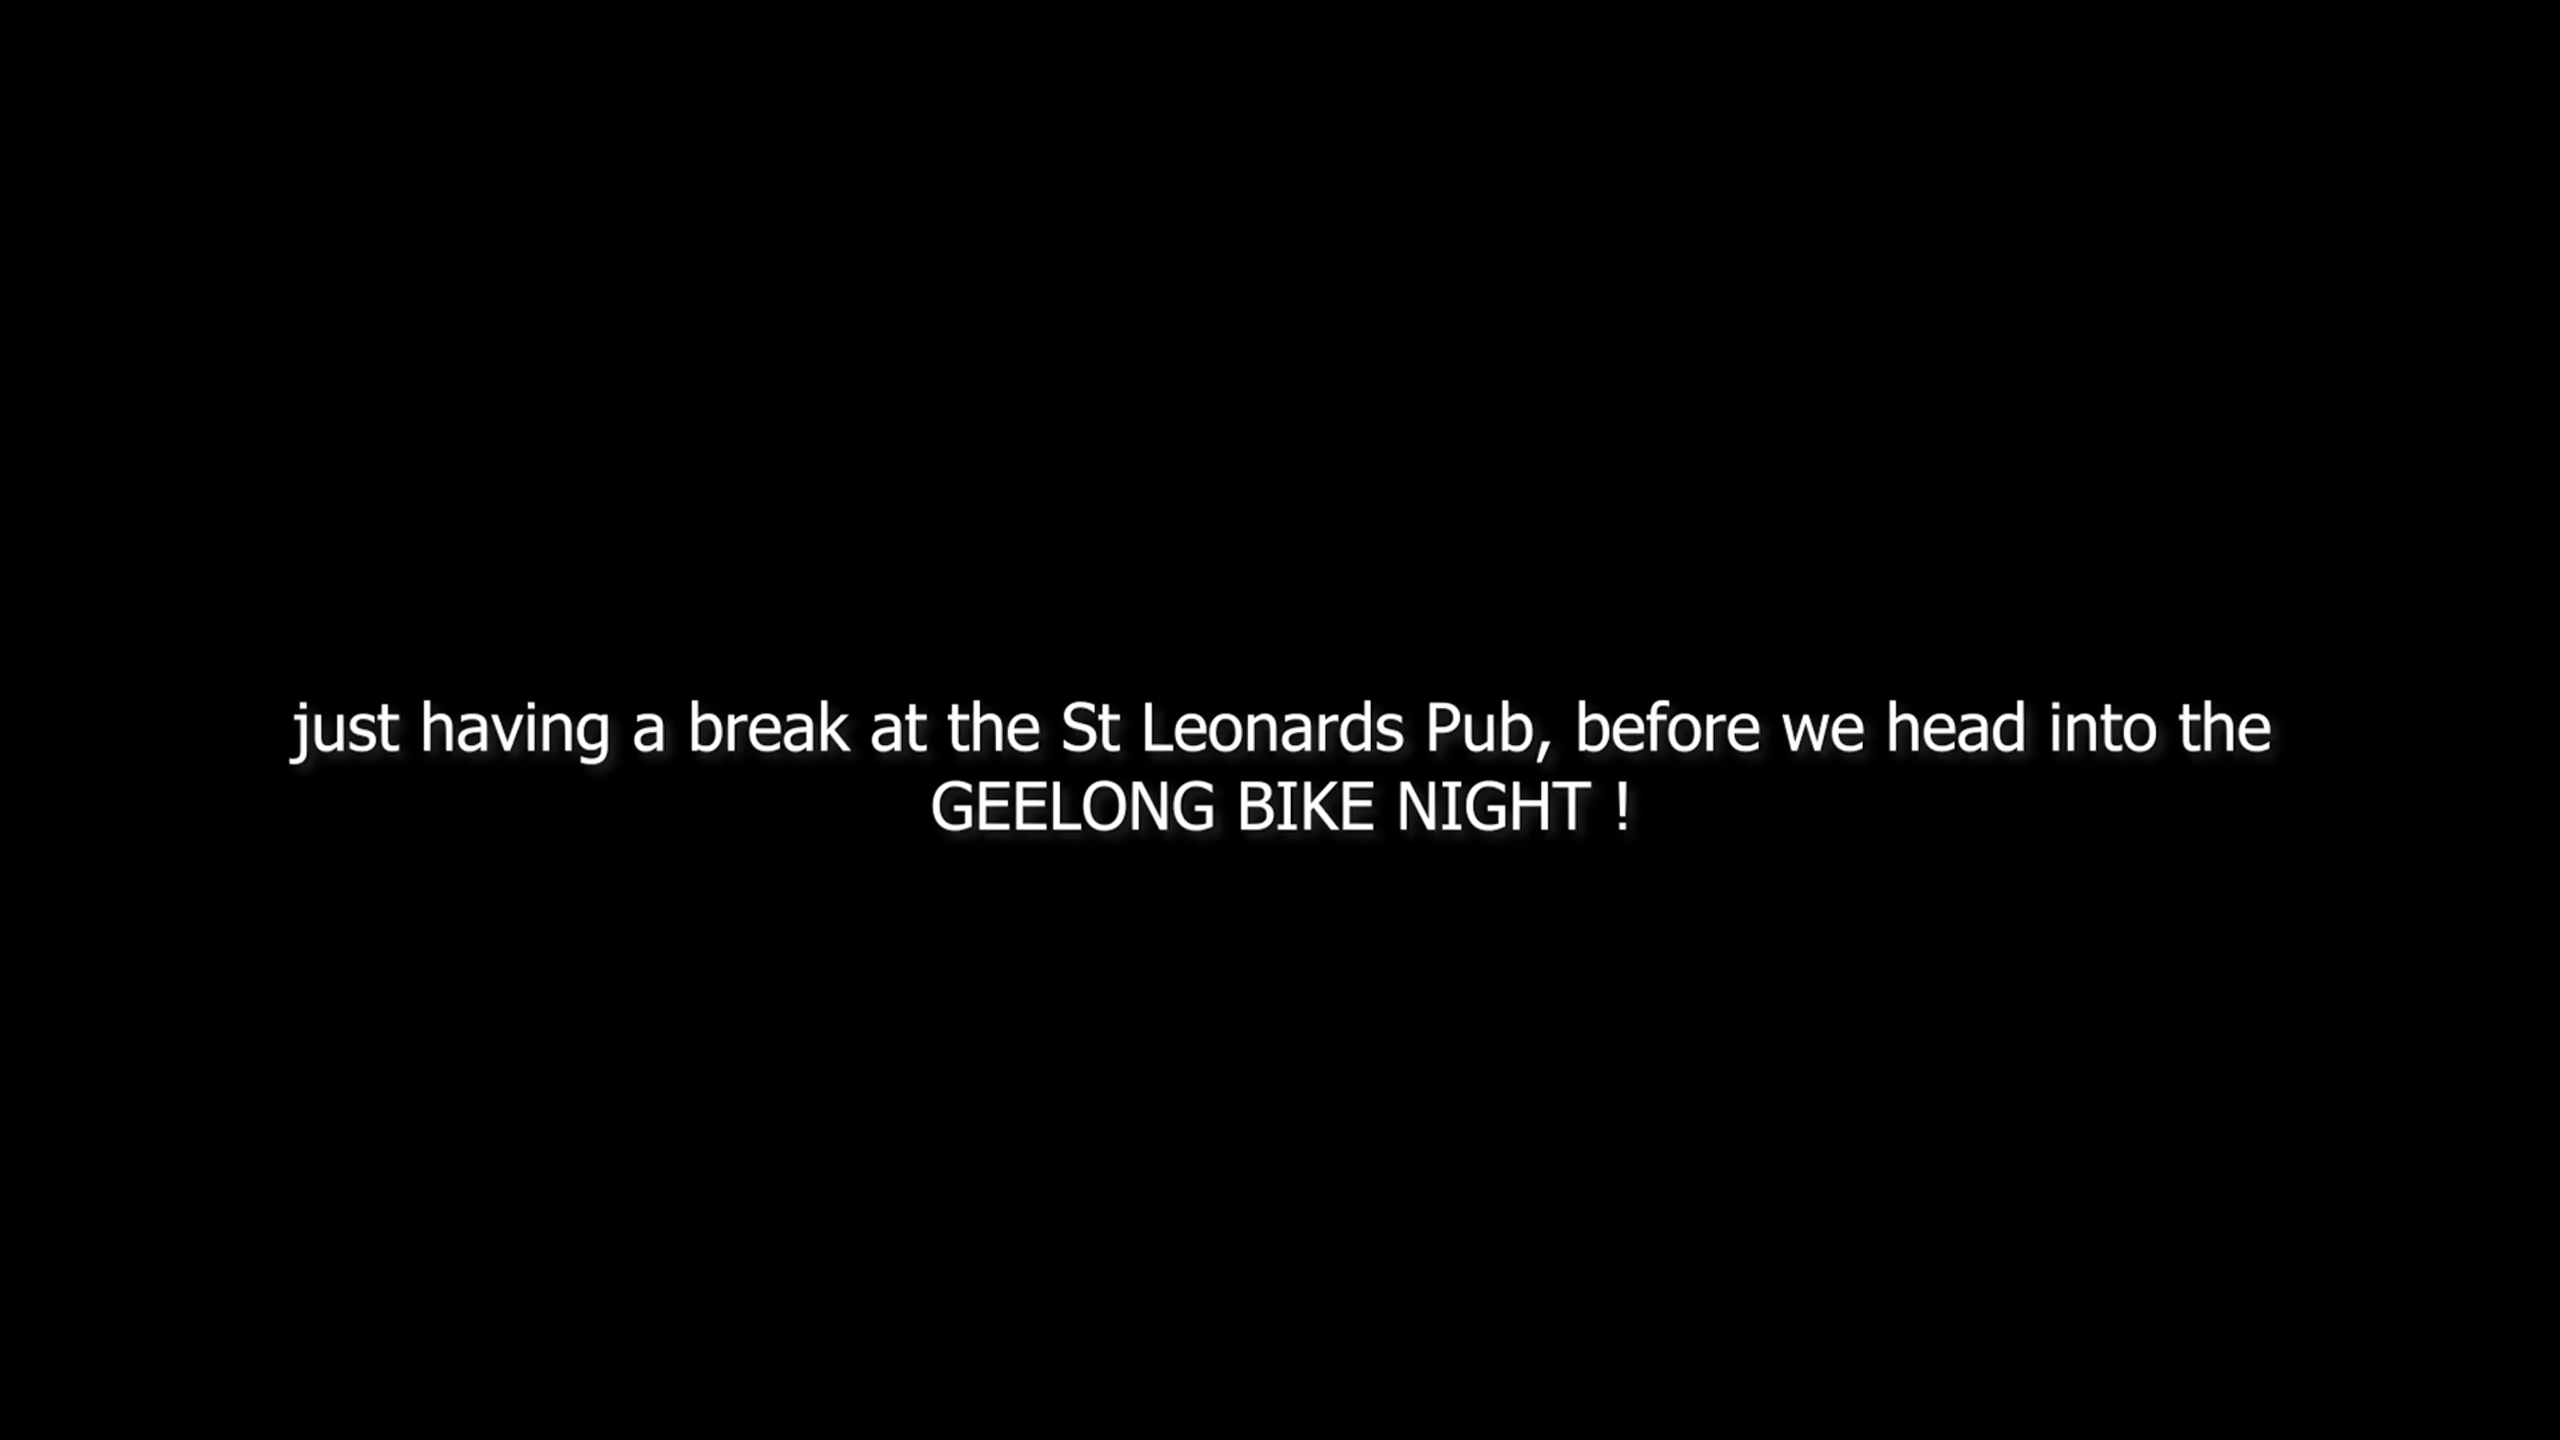 just having a break at the St Leonards Pub, before we head into the
GEELONG BIKE NIGHT !